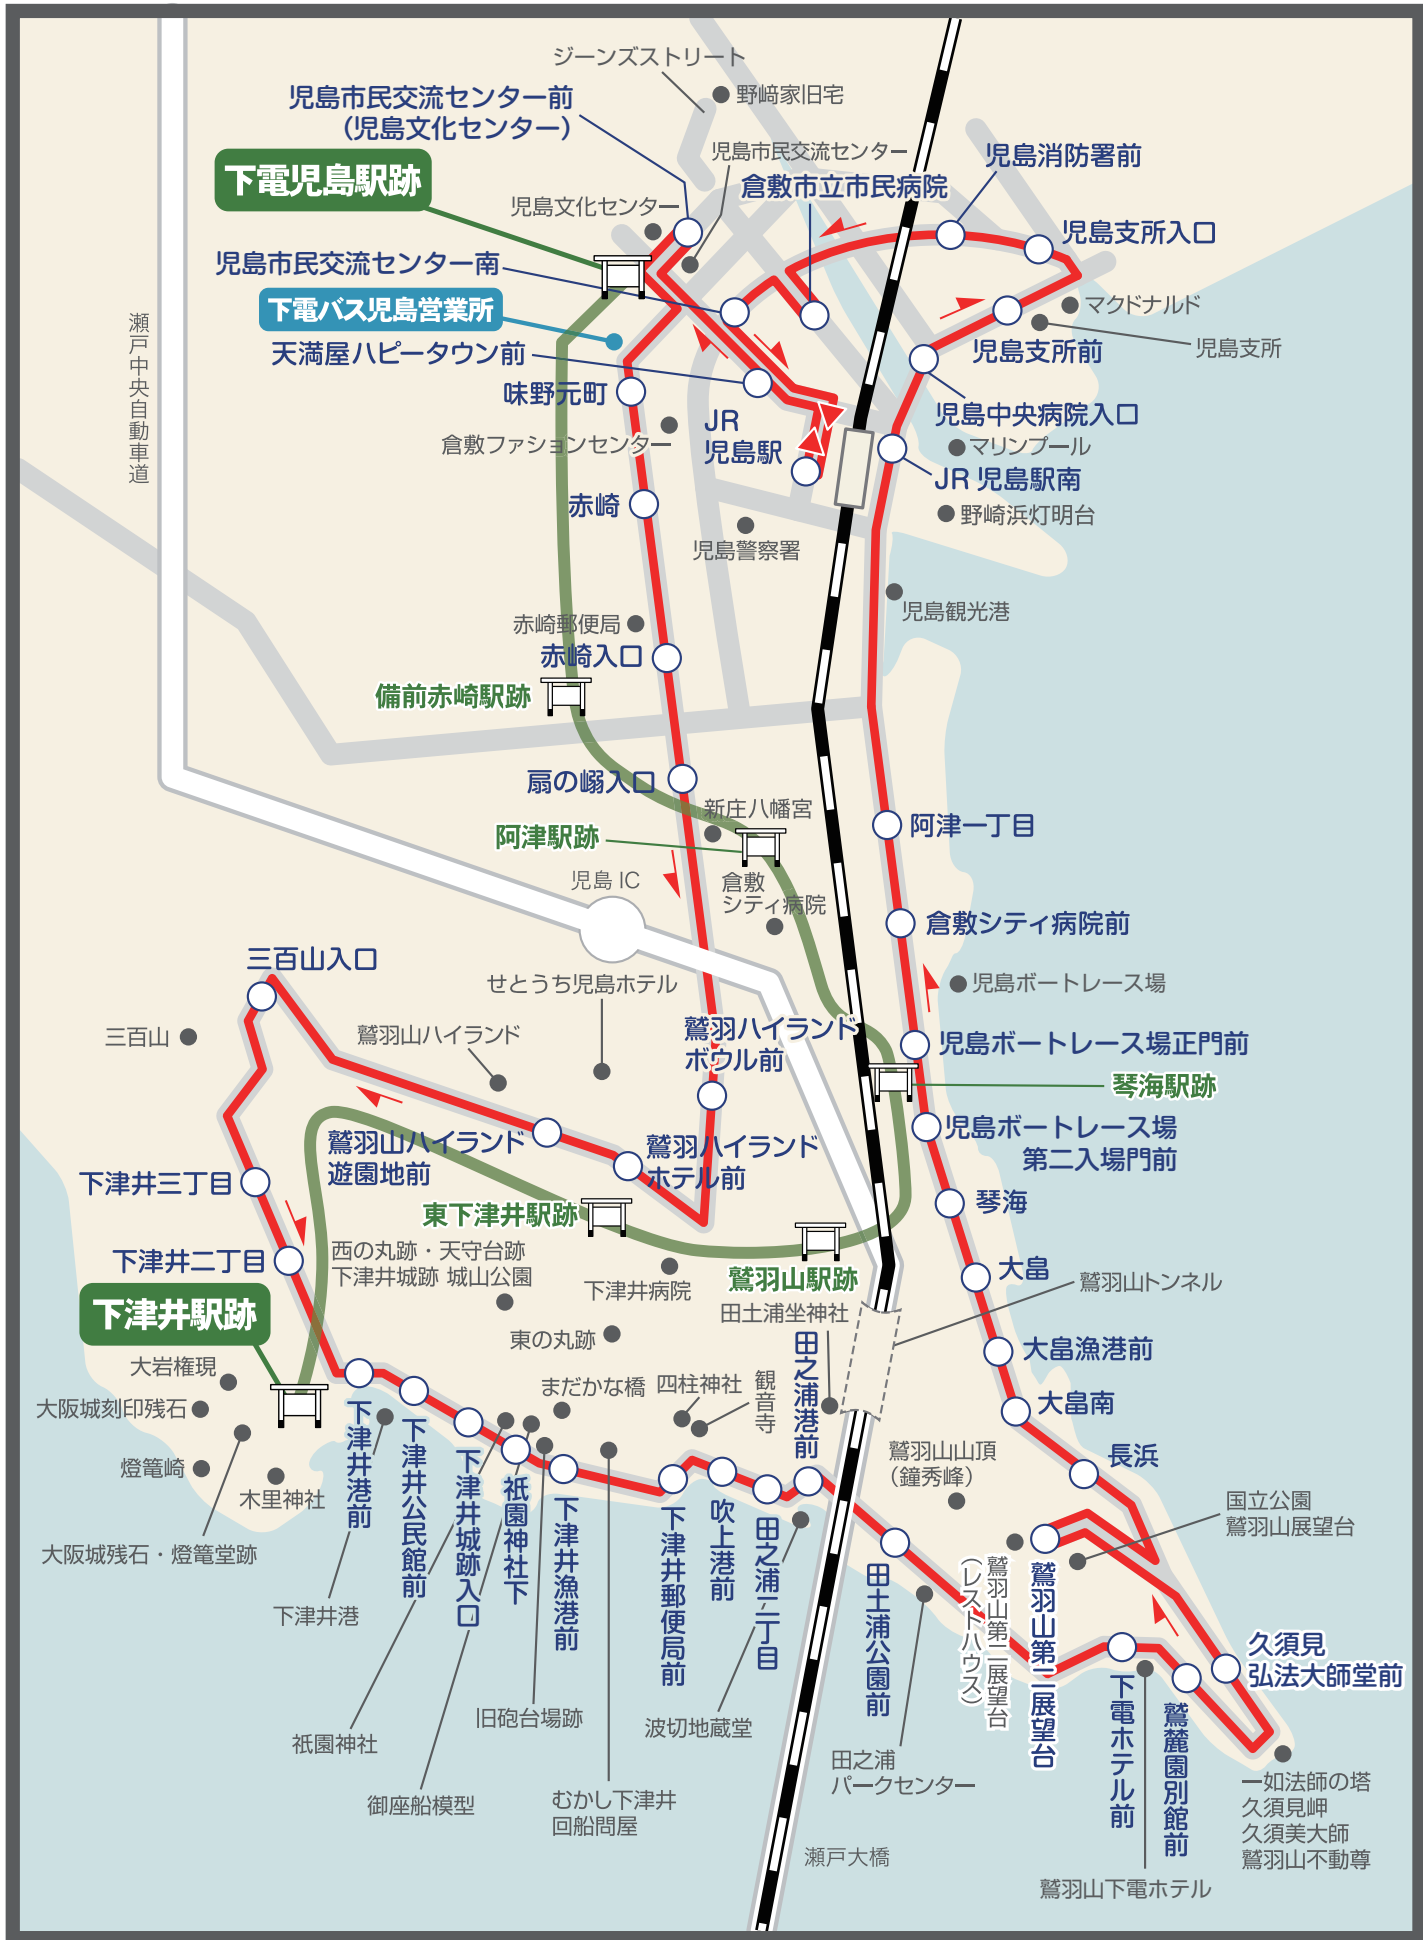 ジーンズストリート
野﨑家旧宅
児島市民交流センター前
（児島文化センター）
児島市民交流センター
児島消防署前
下電児島駅跡
倉敷市立市民病院
児島文化センター
児島支所入口
児島市民交流センター南
下電バス児島営業所
マクドナルド
児島支所
瀬戸中央自動車道
天満屋ハピータウン前
児島支所前
味野元町
児島中央病院入口
JR
児島駅
倉敷ファションセンター
マリンプール
JR 児島駅南
赤崎
野崎浜灯明台
児島警察署
児島観光港
赤崎郵便局
赤崎入口
備前赤崎駅跡
扇の嵶入口
新庄八幡宮
阿津駅跡
阿津一丁目
児島 IC
倉敷
シティ病院
倉敷シティ病院前
三百山入口
せとうち児島ホテル
児島ボートレース場
三百山
鷲羽山ハイランド
鷲羽ハイランド
ボウル前
児島ボートレース場正門前
琴海駅跡
鷲羽山ハイランド
遊園地前
鷲羽ハイランド
ホテル前
児島ボートレース場
第二入場門前
下津井三丁目
東下津井駅跡
琴海
下津井二丁目
西の丸跡・天守台跡
下津井城跡 城山公園
下津井病院
鷲羽山駅跡
大畠
鷲羽山トンネル
下津井駅跡
田土浦坐神社
東の丸跡
田之浦港前
大畠漁港前
大岩権現
まだかな橋
四柱神社
観音寺
大畠南
大阪城刻印残石
下津井港前
下津井公民館前
下津井城跡入口
祇園神社下
下津井漁港前
下津井郵便局前
吹上港前
田之浦二丁目
鷲羽山山頂
（鐘秀峰）
長浜
燈篭崎
木里神社
国立公園
鷲羽山展望台
大阪城残石・燈篭堂跡
田土浦公園前
鷲羽山第二展望台
（レストハウス）
鷲羽山第二展望台
下津井港
久須見
弘法大師堂前
下電ホテル前
鷲麓園別館前
祇園神社
旧砲台場跡
波切地蔵堂
田之浦
パークセンター
御座船模型
むかし下津井
回船問屋
一如法師の塔
久須見岬
久須美大師
鷲羽山不動尊
瀬戸大橋
鷲羽山下電ホテル